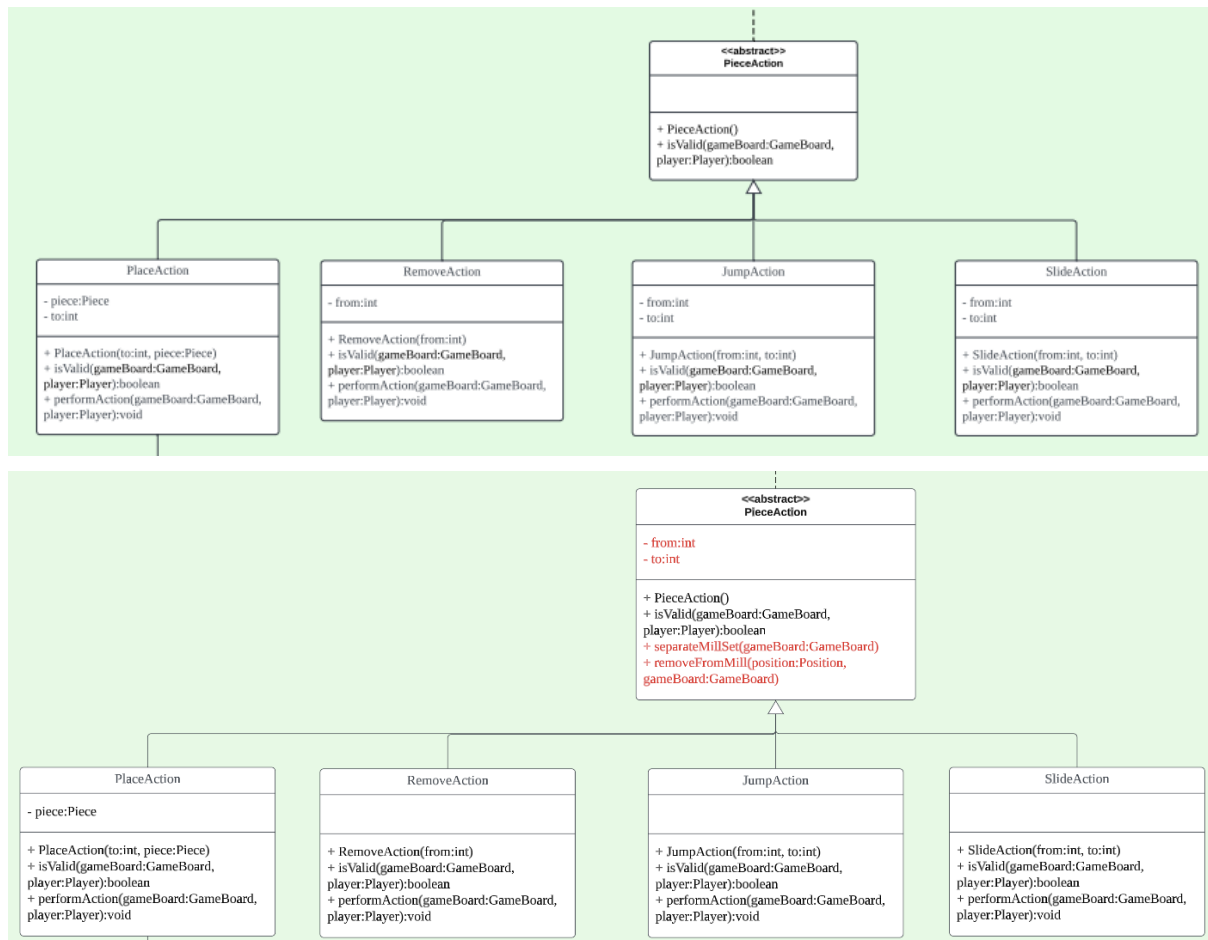 <<abstract>>
PieceAction
+ PieceAction()
+ isValid(gameBoard:GameBoard,
player:Player):boolean
PlaceAction
- piece:Piece
- to:int
+ PlaceAction(to:int, piece:Piece)
+ isValid(gameBoard:GameBoard,
player:Player):boolean
+ performAction(gameBoard:GameBoard,
player:Player):void
RemoveAction
- from:int
+ RemoveAction(from:int)
+ isValid(gameBoard:GameBoard,
player:Player):boolean
+ performAction(gameBoard:GameBoard,
player:Player):void
JumpAction
- from:int
- to:int
+ JumpAction(from:int, to:int)
+ isValid(gameBoard:GameBoard,
player:Player):boolean
+ performAction(gameBoard:GameBoard,
player:Player):void
SlideAction
- from:int
- to:int
+ SlideAction(from:int, to:int)
+ isValid(gameBoard:GameBoard,
player:Player):boolean
+ performAction(gameBoard:GameBoard,
player:Player):void
<<abstract>>
PieceAction
- from:int
- to:int
+ PieceAction()
+ isValid(gameBoard:GameBoard,
player:Player):boolean
+ separateMillSet(gameBoard:GameBoard)
+ removeFromMill(position:Position,
gameBoard:GameBoard)
PlaceAction
- piece:Piece
+ PlaceAction(to:int, piece:Piece)
+ isValid(gameBoard:GameBoard,
player:Player):boolean
+ performAction(gameBoard:GameBoard,
player:Player):void
RemoveAction
+ RemoveAction(from:int)
+ isValid(gameBoard:GameBoard,
player:Player):boolean
+ performAction(gameBoard:GameBoard,
player:Player):void
JumpAction
+ JumpAction(from:int, to:int)
+ isValid(gameBoard:GameBoard,
player:Player):boolean
+ performAction(gameBoard:GameBoard,
player:Player):void
SlideAction
+ SlideAction(from:int, to:int)
+ isValid(gameBoard:GameBoard,
player:Player):boolean
+ performAction(gameBoard:GameBoard,
player:Player):void